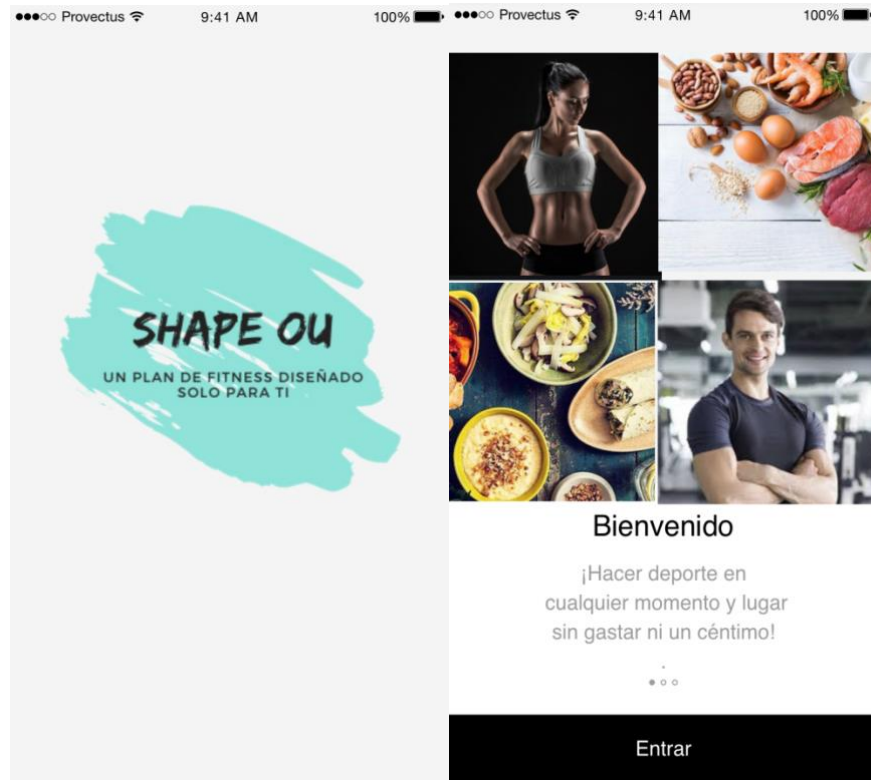 Provectus 9:41 AM 100%
SHAPE OU
UN PLAN DE FITNESS DISEÑADO
SOLO PARA TI
Provectus 9:41 AM 100%
Bienvenido
¡Hacer deporte en
cualquier momento y lugar
sin gastar ni un céntimo!
.
Entrar